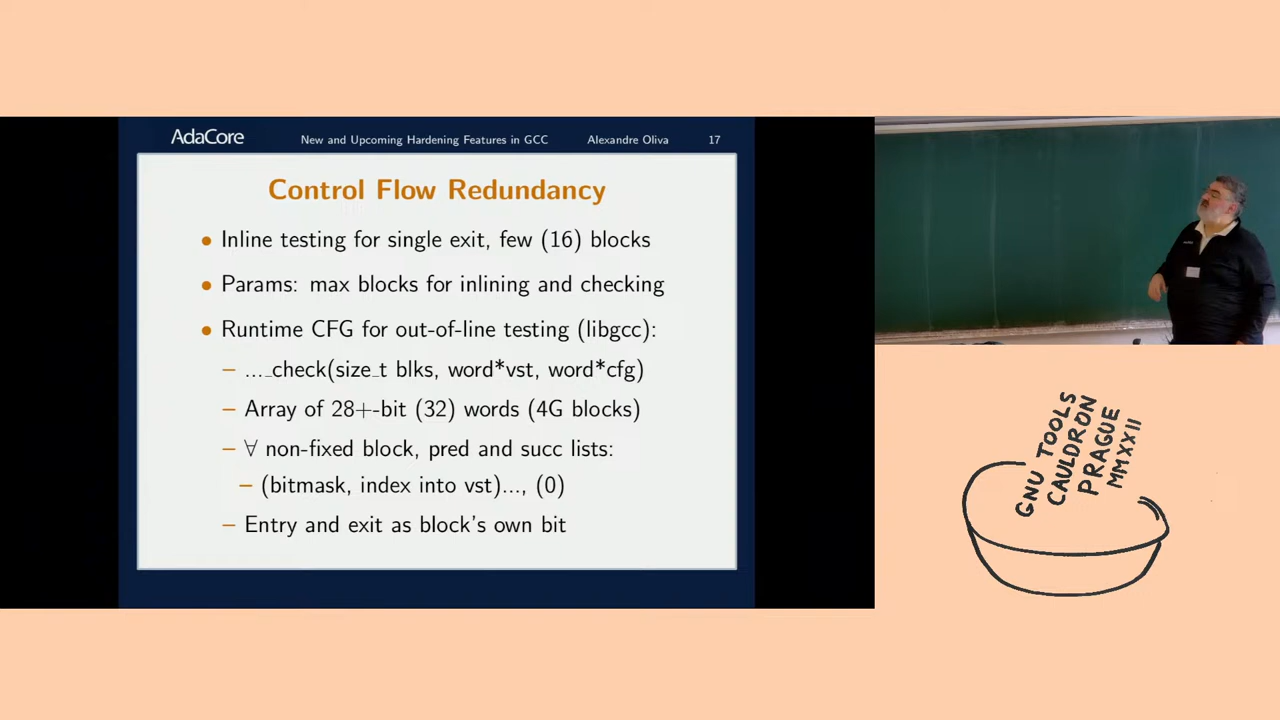 AdaCore New and Upcoming Hardening Features in GCC Alexandre Oliva 17
Control Flow Redundancy
• Inline testing for single exit, few (16) blocks
• Params: max blocks for inlining and checking
• Runtime CFG for out-of-line testing (libgcc):
– ..._check(size_t blks, word*vst, word*cfg)
– Array of 28+-bit (32) words (4G blocks)
– ∀ non-fixed block, pred and succ lists:
– (bitmask, index into vst)..., (0)
– Entry and exit as block's own bit
GNU TOOLS
CAULDRON
PRAGUE
MMXXII